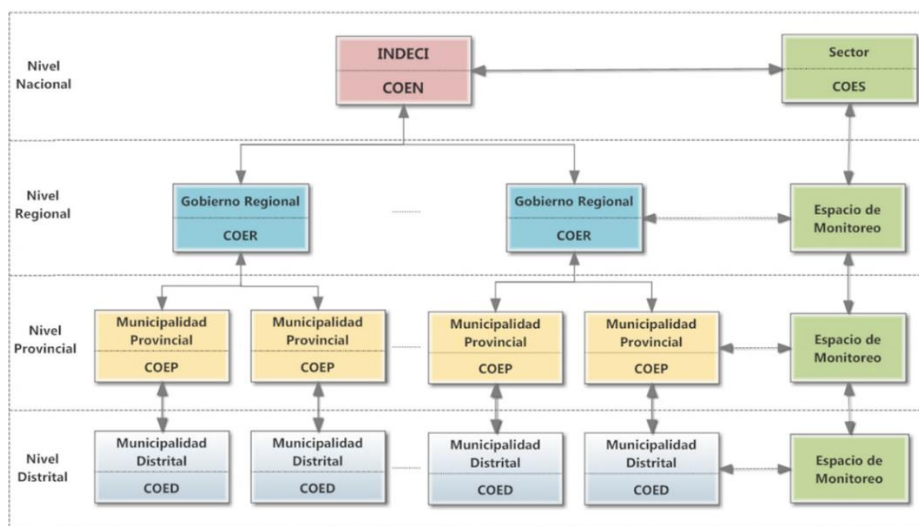 Nivel
Nacional
INDECI
COEN
Sector
COES
Nivel
Regional
Gobierno Regional
COER
........
Gobierno Regional
COER
Espacio de
Monitoreo
Nivel
Provincial
Municipalidad
Provincial
COEP
Municipalidad
Provincial
COEP
........
Municipalidad
Provincial
COEP
Municipalidad
Provincial
COEP
Espacio de
Monitoreo
Nivel
Distrital
Municipalidad
Distrital
COED
Municipalidad
Distrital
COED
........
Municipalidad
Distrital
COED
Municipalidad
Distrital
COED
Espacio de
Monitoreo